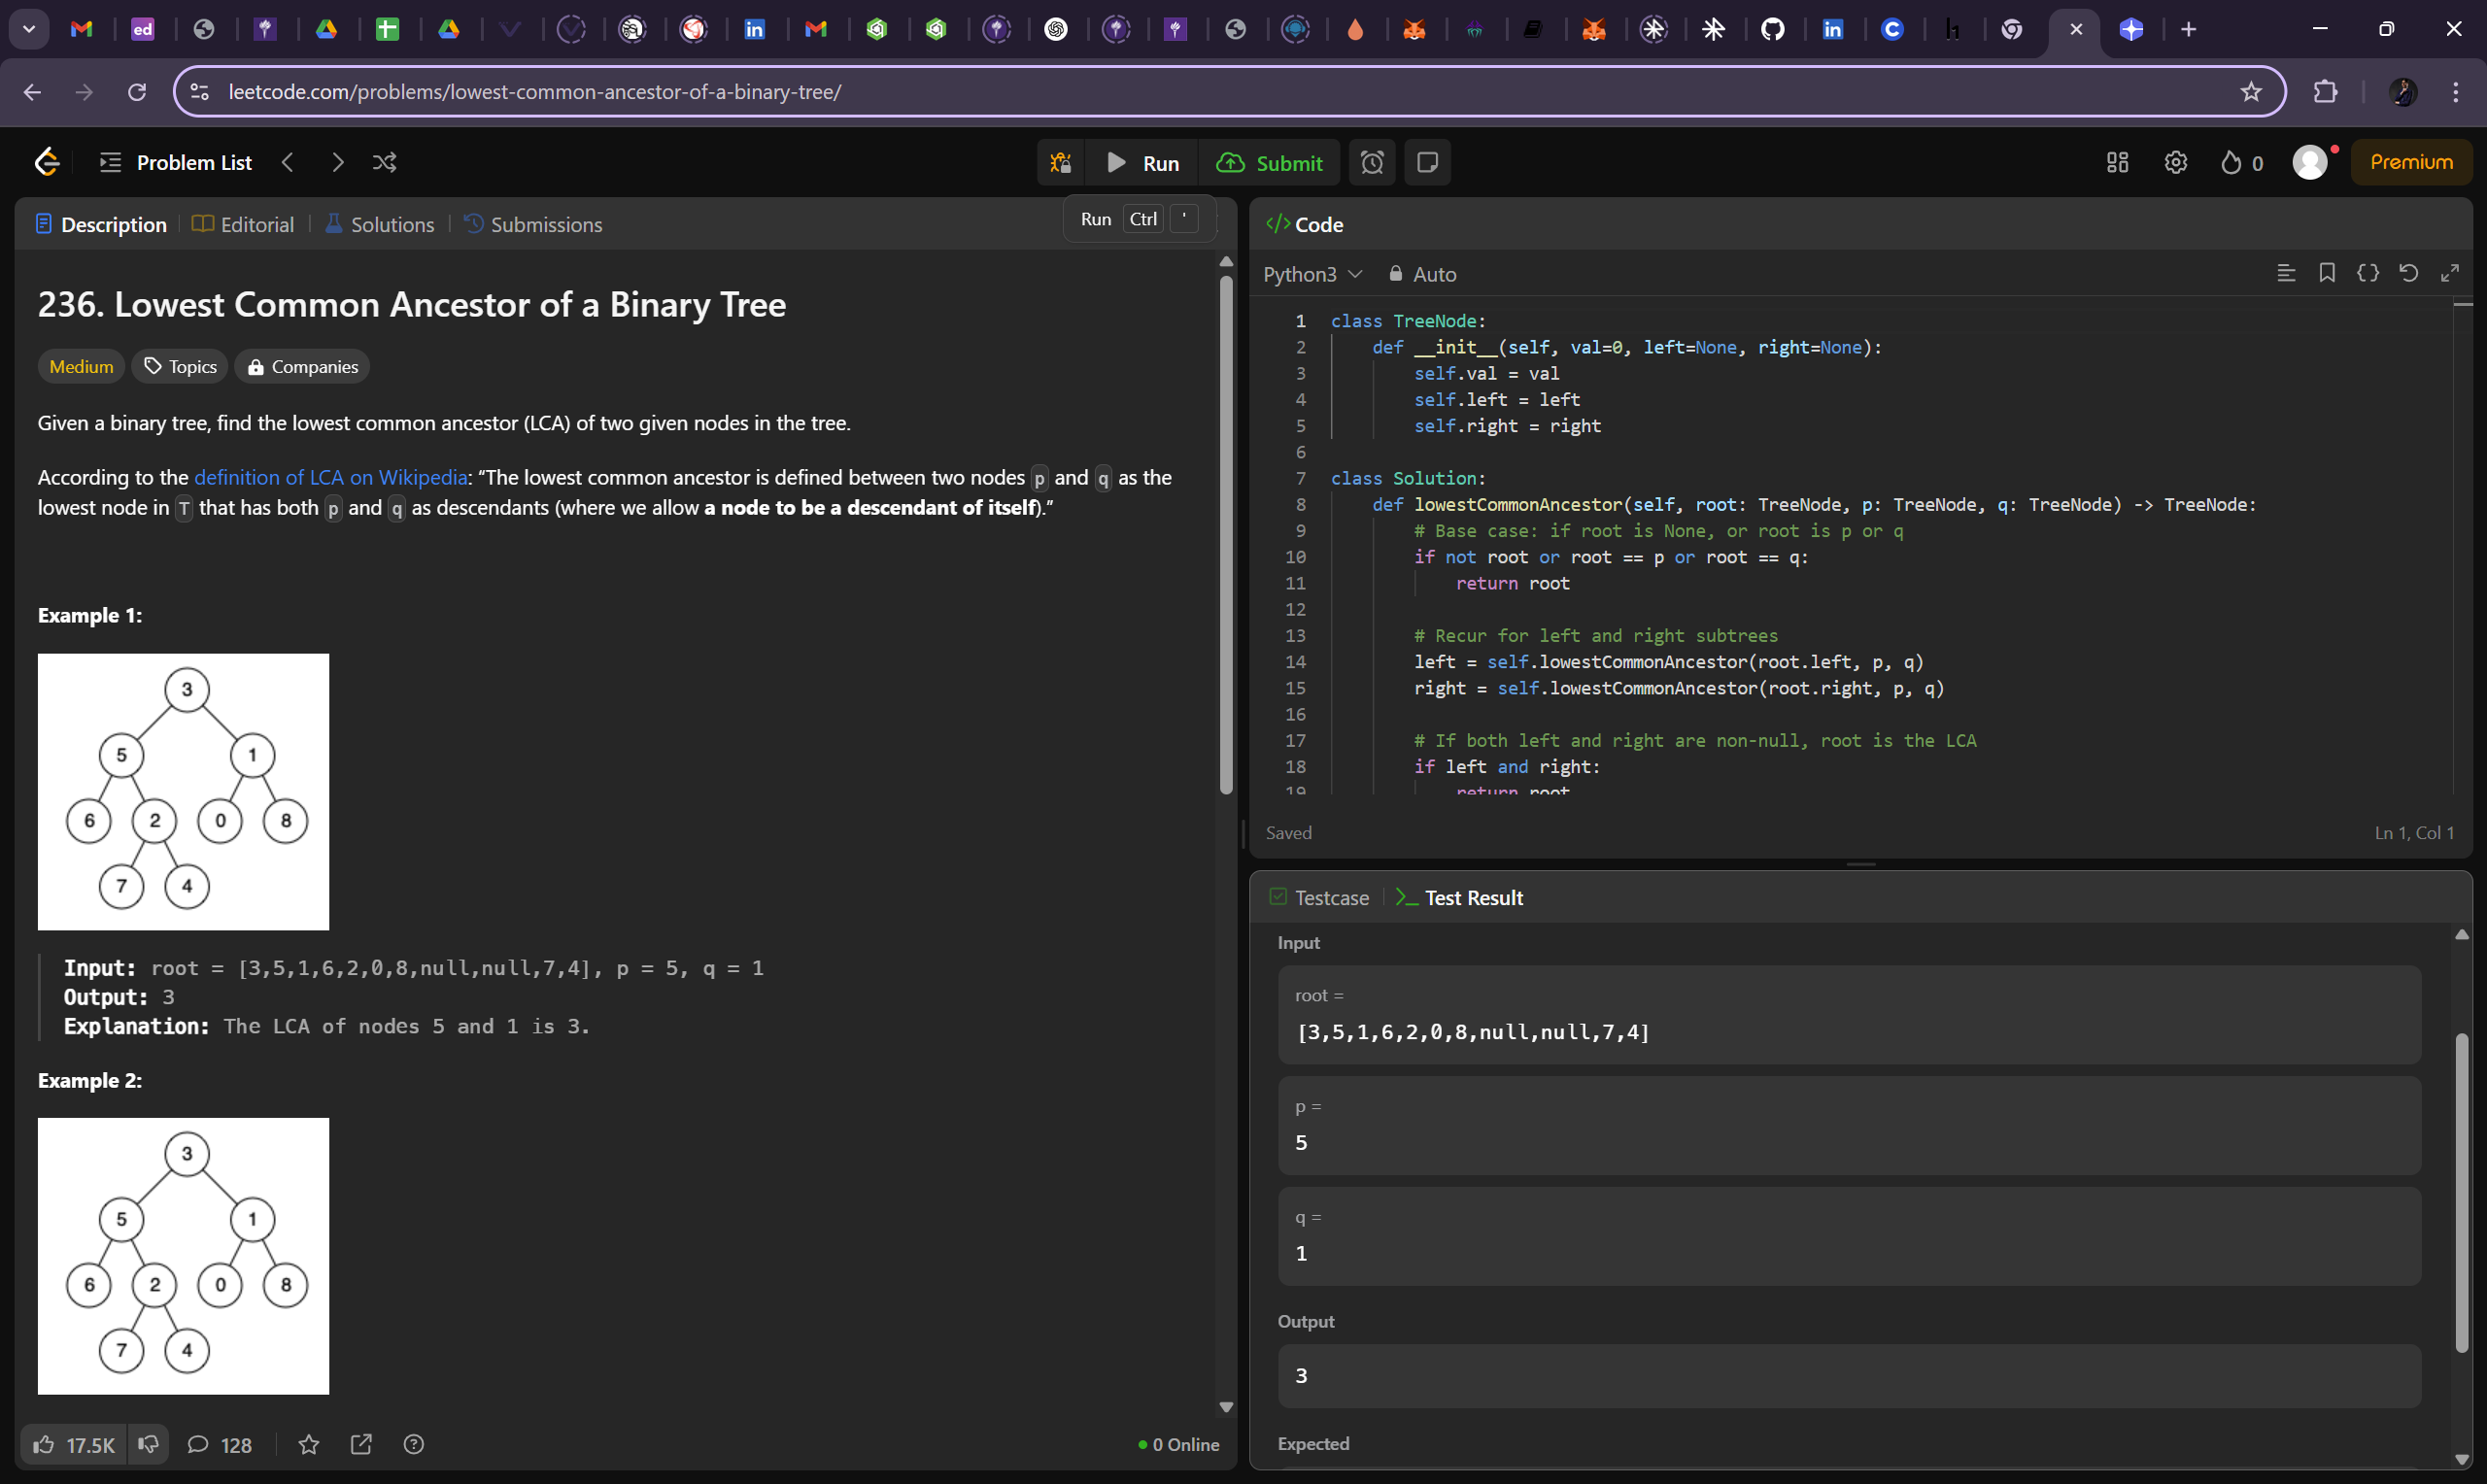 leetcode.com/problems/lowest-common-ancestor-of-a-binary-tree/
Problem List
Run
Submit
0
Premium
Description
Editorial
Solutions
Submissions
Run Ctrl '
236. Lowest Common Ancestor of a Binary Tree
Medium
Topics
Companies
Given a binary tree, find the lowest common ancestor (LCA) of two given nodes in the tree.
According to the definition of LCA on Wikipedia: “The lowest common ancestor is defined between two nodes p and q as the
lowest node in T that has both p and q as descendants (where we allow a node to be a descendant of itself).”
Example 1:
3
5 1
6 2 0 8
7 4
Input: root = [3,5,1,6,2,0,8,null,null,7,4], p = 5, q = 1
Output: 3
Explanation: The LCA of nodes 5 and 1 is 3.
Example 2:
3
5 1
6 2 0 8
7 4
17.5K
128
0 Online
Code
Python3
Auto
1 class TreeNode:
2 def __init__(self, val=0, left=None, right=None):
3 self.val = val
4 self.left = left
5 self.right = right
6
7 class Solution:
8 def lowestCommonAncestor(self, root: TreeNode, p: TreeNode, q: TreeNode) -> TreeNode:
9 # Base case: if root is None, or root is p or q
10 if not root or root == p or root == q:
11 return root
12
13 # Recur for left and right subtrees
14 left = self.lowestCommonAncestor(root.left, p, q)
15 right = self.lowestCommonAncestor(root.right, p, q)
16
17 # If both left and right are non-null, root is the LCA
18 if left and right:
19 return root
Saved
Ln 1, Col 1
Testcase
Test Result
Input
root =
[3,5,1,6,2,0,8,null,null,7,4]
p =
5
q =
1
Output
3
Expected